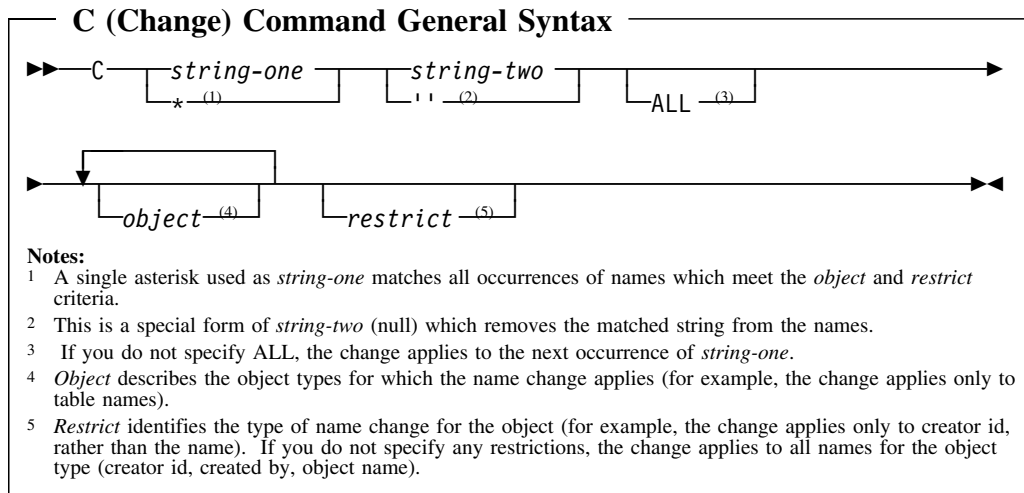 C (Change) Command General Syntax
C string-one string-two
* (1) '' (2) ALL (3)
object (4) restrict (5)
Notes:
1 A single asterisk used as string-one matches all occurrences of names which meet the object and restrict
criteria.
2 This is a special form of string-two (null) which removes the matched string from the names.
3 If you do not specify ALL, the change applies to the next occurrence of string-one.
4 Object describes the object types for which the name change applies (for example, the change applies only to
table names).
5 Restrict identifies the type of name change for the object (for example, the change applies only to creator id,
rather than the name). If you do not specify any restrictions, the change applies to all names for the object
type (creator id, created by, object name).